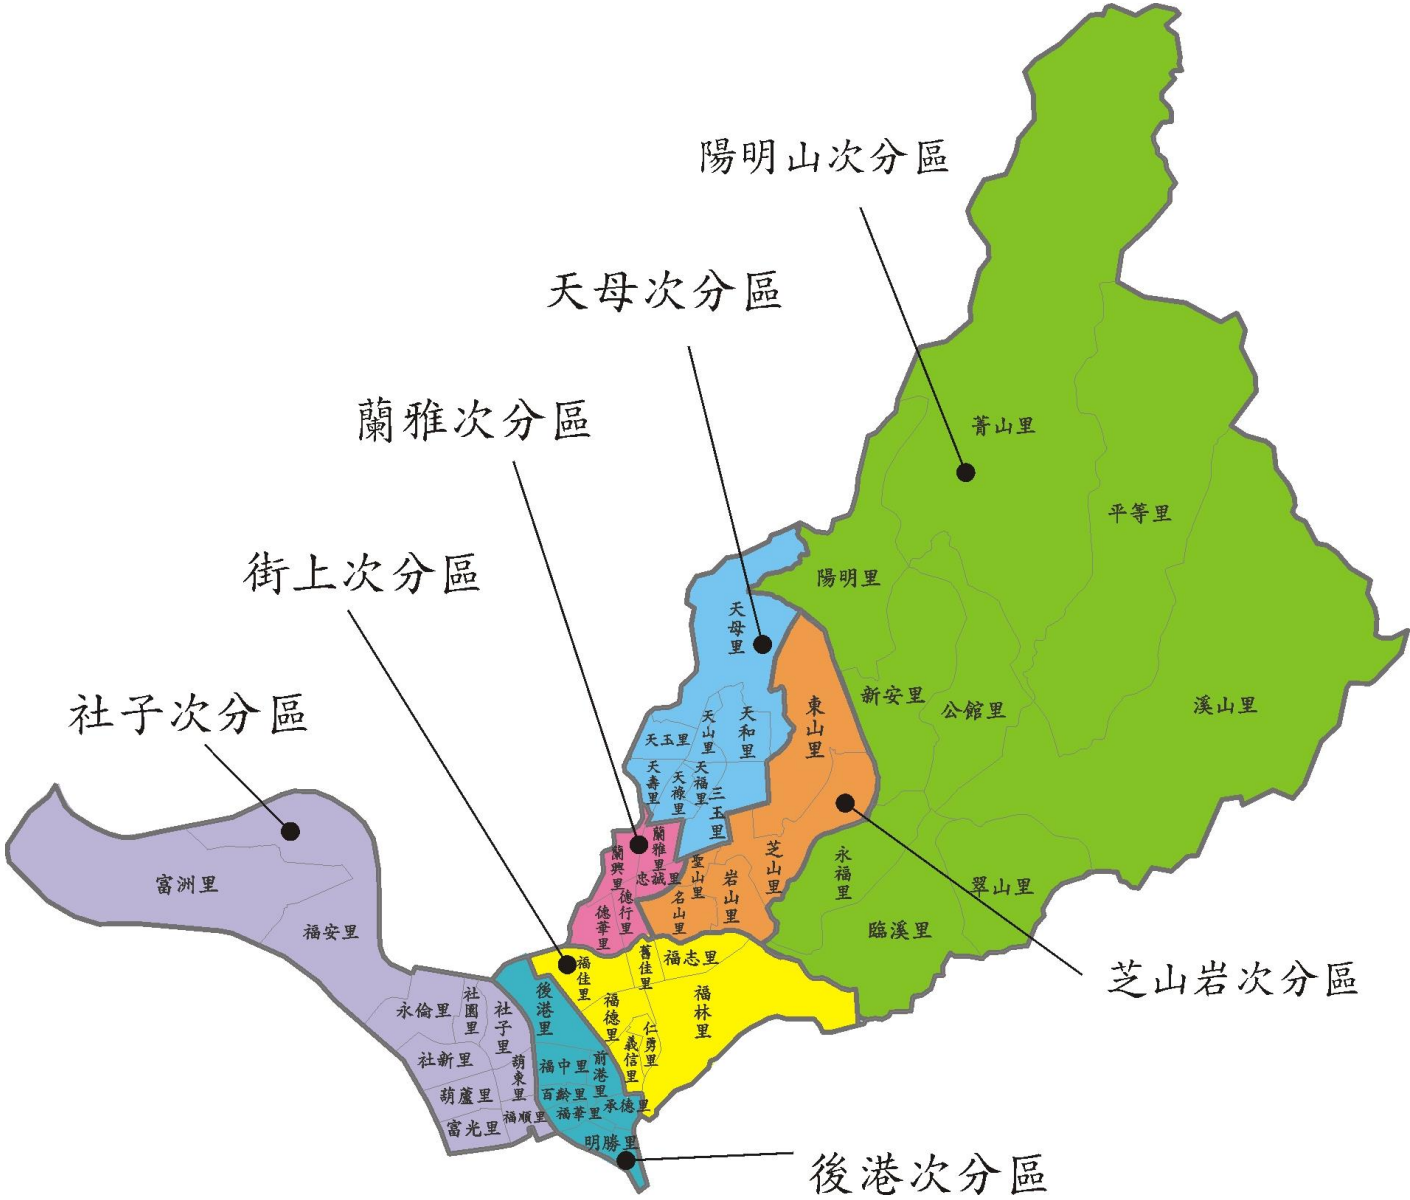 陽明山次分區
天母次分區
蘭雅次分區
街上次分區
社子次分區
芝山岩次分區
後港次分區
菁山里
平等里
陽明里
新安里
公館里
溪山里
永福里
翠山里
臨溪里
天母里
天和里
天山里
天玉里
天壽里
天祿里
天福里
三玉里
東山里
芝山里
岩山里
聖山里
名山里
蘭雅里
蘭興里
忠誠里
德行里
德華里
福佳里
舊佳里
福志里
福林里
福德里
仁勇里
義信里
後港里
福中里
前港里
百齡里
承德里
福華里
明勝里
富洲里
福安里
永倫里
社園里
社子里
社新里
葫東里
葫蘆里
福順里
富光里